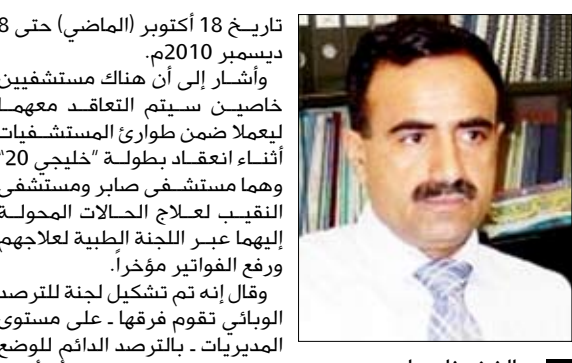 تاريخ 18 أكتوبر (الماضي) حتى 8
ديسمبر 2010م.
وأشار إلى أن هناك مستشفيين
خاصين سيتم التعاقد معهما
ليعملا ضمن طوارئ المستشفيات
أثناء انعقاد بطولة "خليجي 20"
وهما مستشفى صابر ومستشفى
النقيب لعلاج الحالات المحولة
إليهما عبر اللجنة الطبية لعلاجهم
ورفع الفواتير مؤخراً.
وقال إنه تم تشكيل لجنة للترصد
الوبائي تقوم فرقها ـ على مستوى
المديريات ـ بالترصد الدائم للوضع